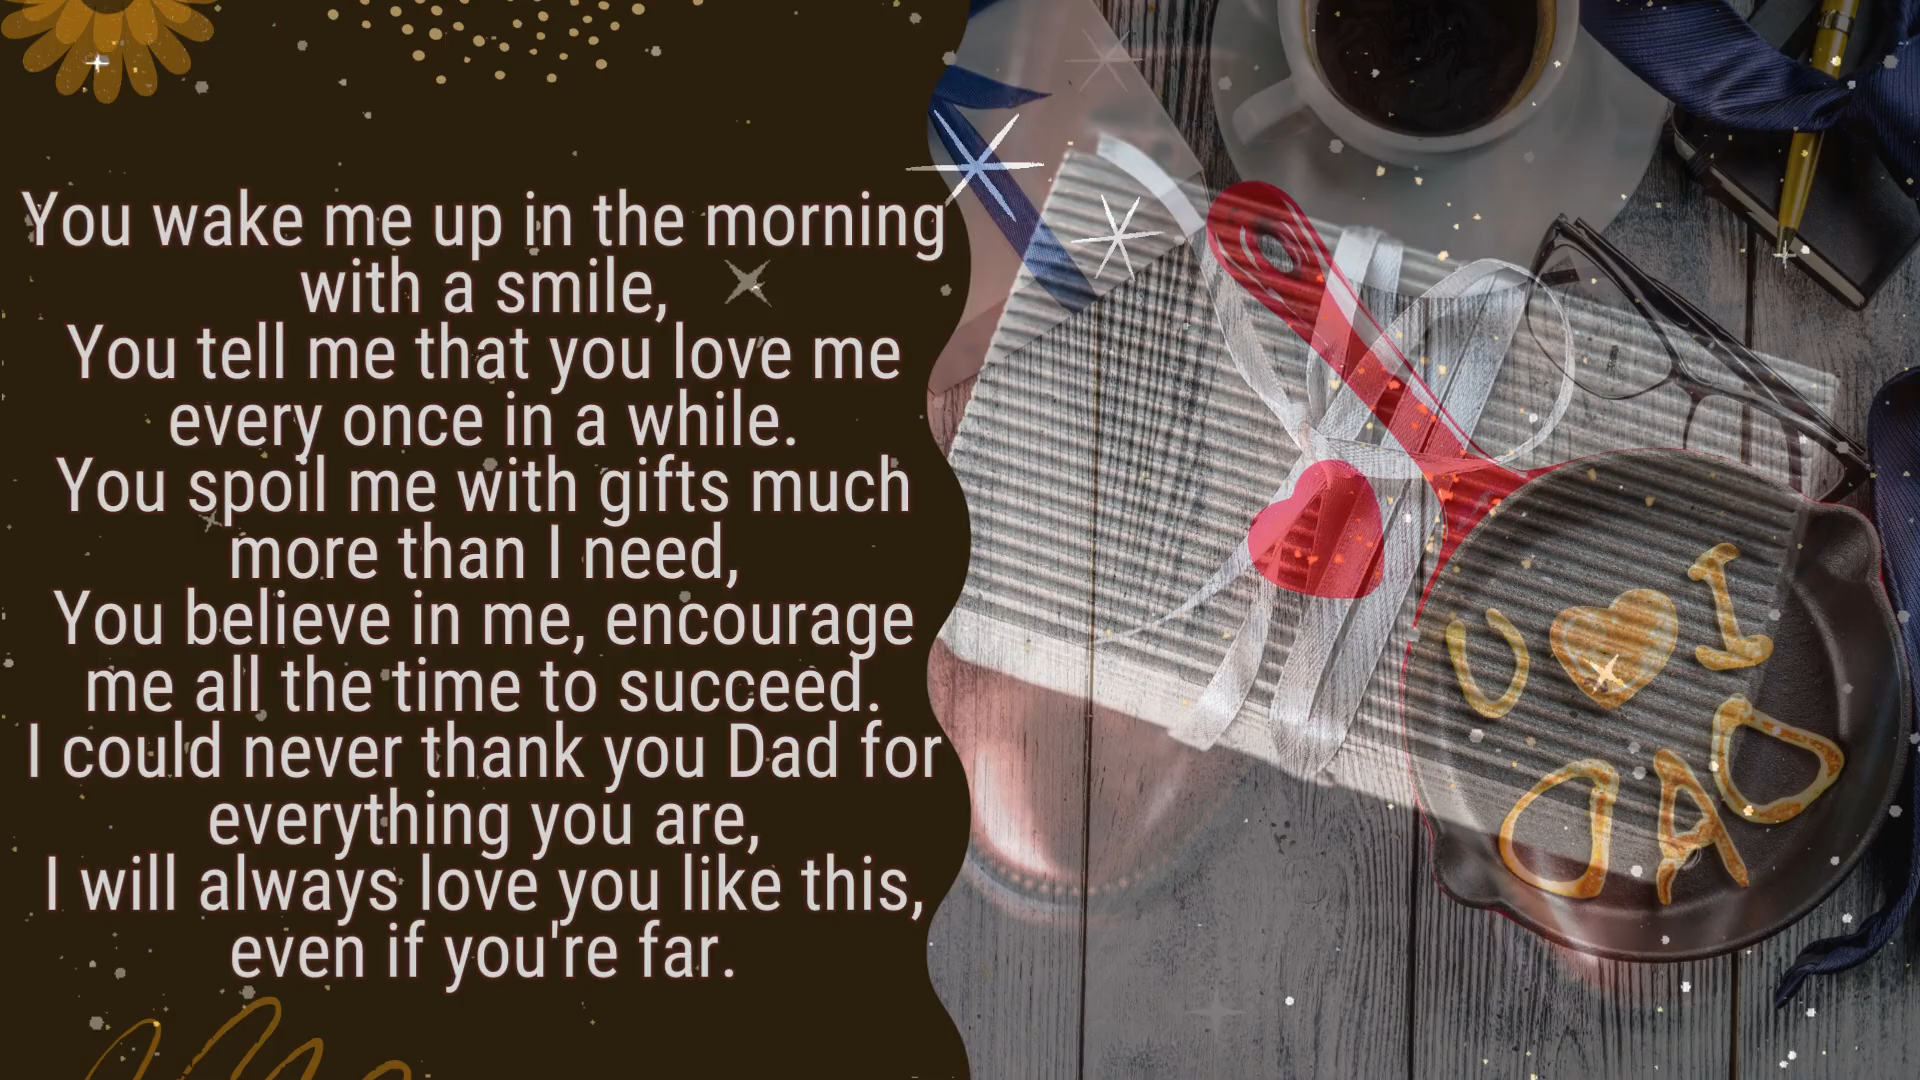 You wake me up in the morning
with a smile,
You tell me that you love me
every once in a while.
You spoil me with gifts much
more than I need,
You believe in me, encourage
me all the time to succeed.
I could never thank you Dad for
everything you are,
I will always love you like this,
even if you're far.
I ♥ U
DAD